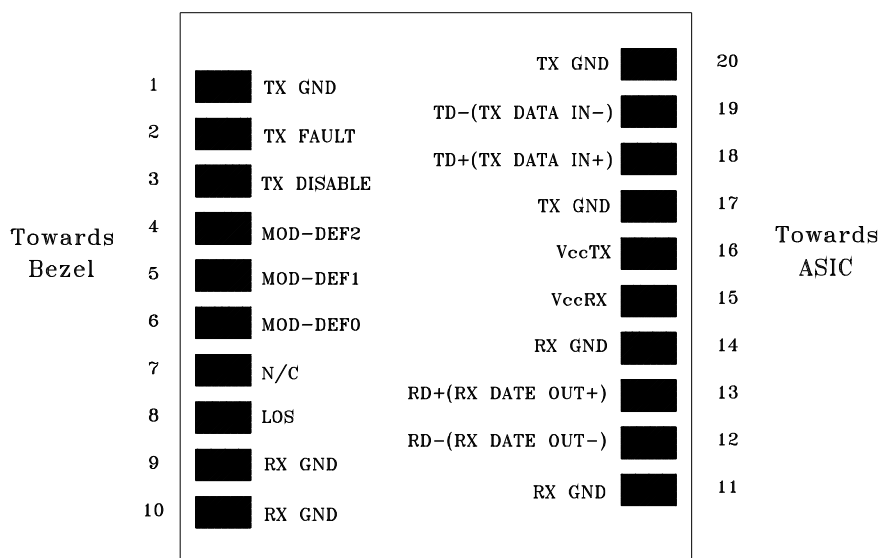 Towards
Bezel
1 TX GND
2 TX FAULT
3 TX DISABLE
4 MOD-DEF2
5 MOD-DEF1
6 MOD-DEF0
7 N/C
8 LOS
9 RX GND
10 RX GND
TX GND 20
TD-(TX DATA IN-) 19
TD+(TX DATA IN+) 18
TX GND 17
VccTX 16
VccRX 15
RX GND 14
RD+(RX DATE OUT+) 13
RD-(RX DATE OUT-) 12
RX GND 11
Towards
ASIC